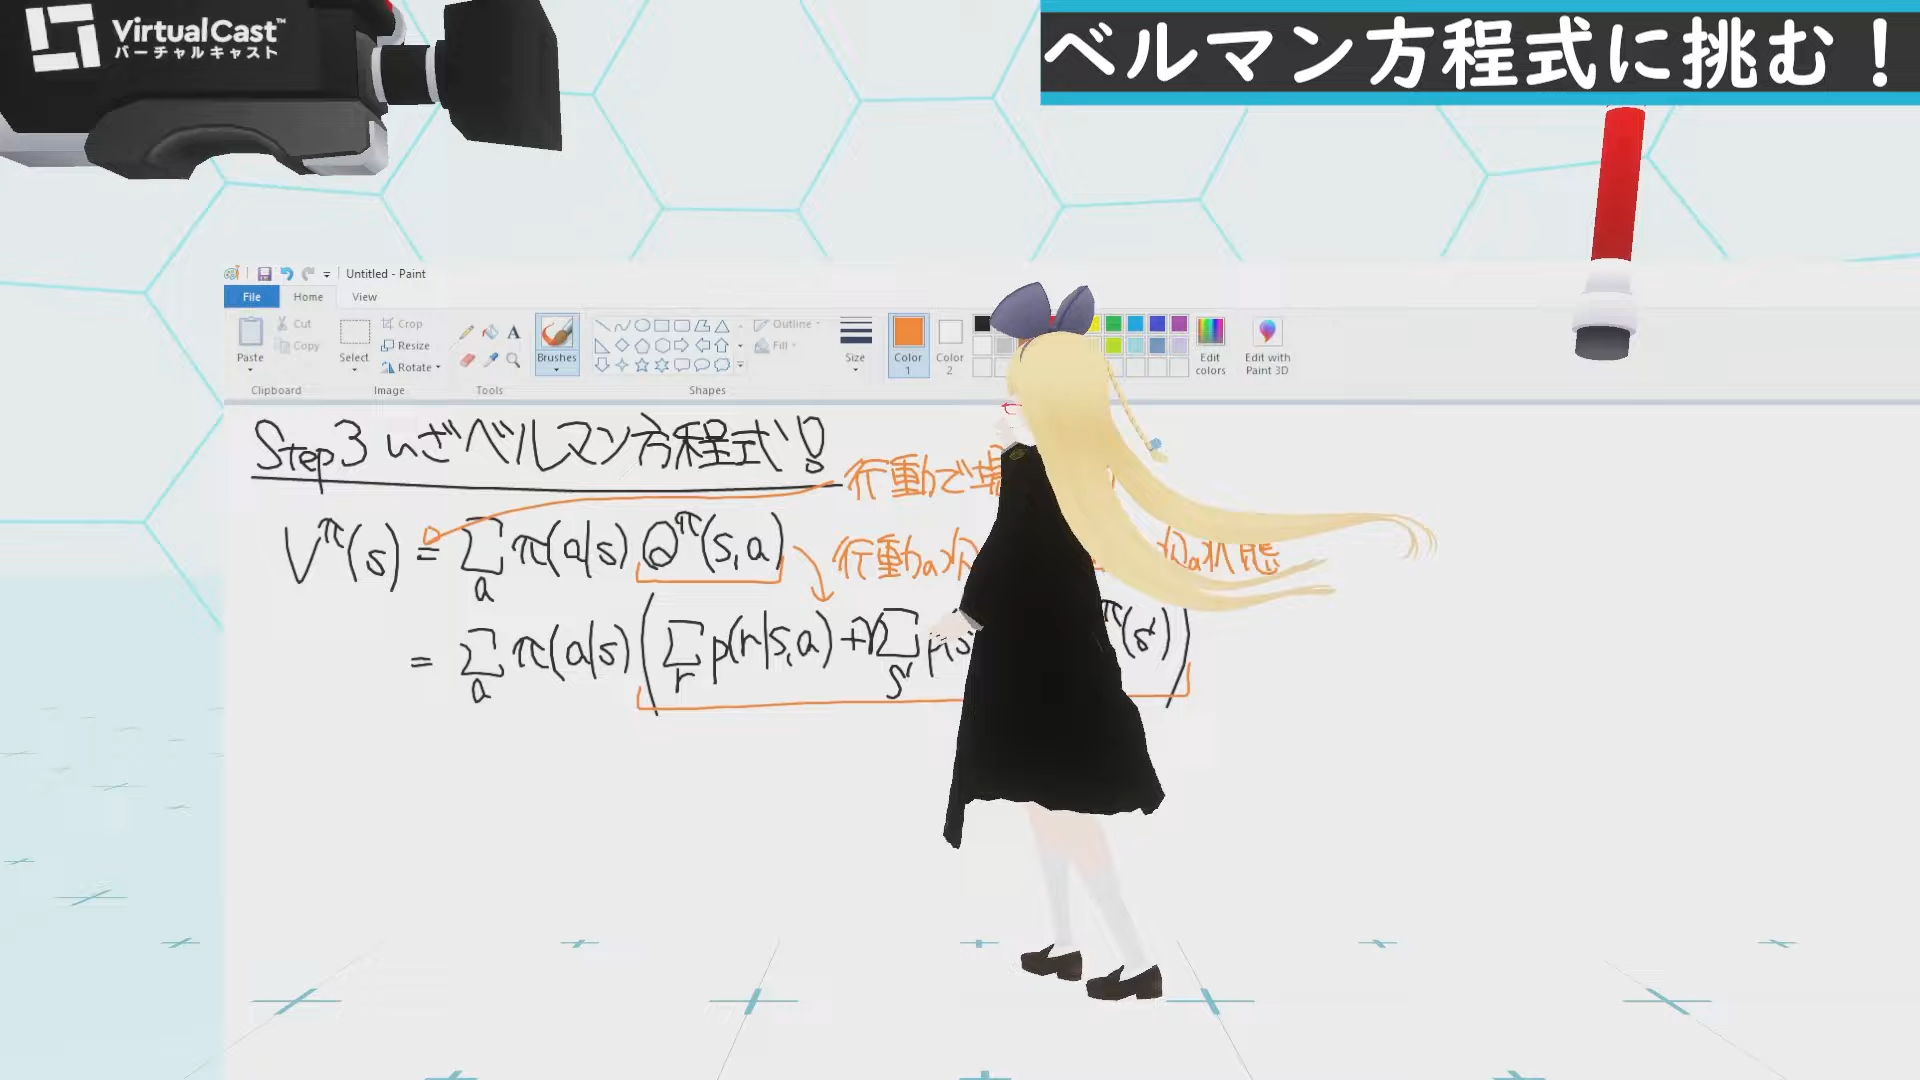 VirtualCast™
バーチャルキャスト
ベルマン方程式に挑む！
Untitled - Paint
File Home View
Paste Cut Copy Clipboard
Select Crop Resize Rotate Image
Tools
Brushes
Shapes Outline Fill
Size
Color 1 Color 2
Edit colors
Edit with Paint 3D
Step3 いざベルマン方程式！
行動で場
V^π(s) = Σ_a π(a|s) Q^π(s,a)
行動a 状態
= Σ_a π(a|s) ( Σ_r p(r|s,a) + γ Σ_s' p(s π(s') )